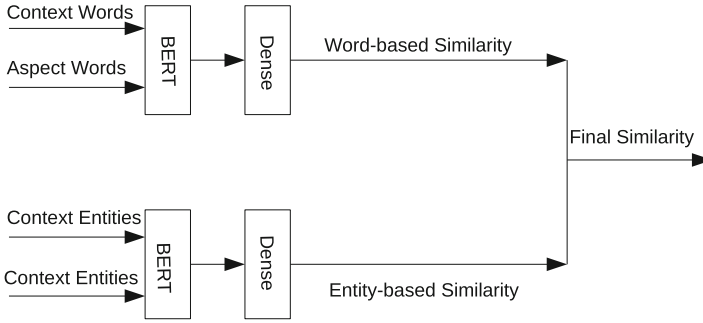 Context Words
Aspect Words
BERT
Dense
Word-based Similarity
Final Similarity
Context Entities
Context Entities
BERT
Dense
Entity-based Similarity